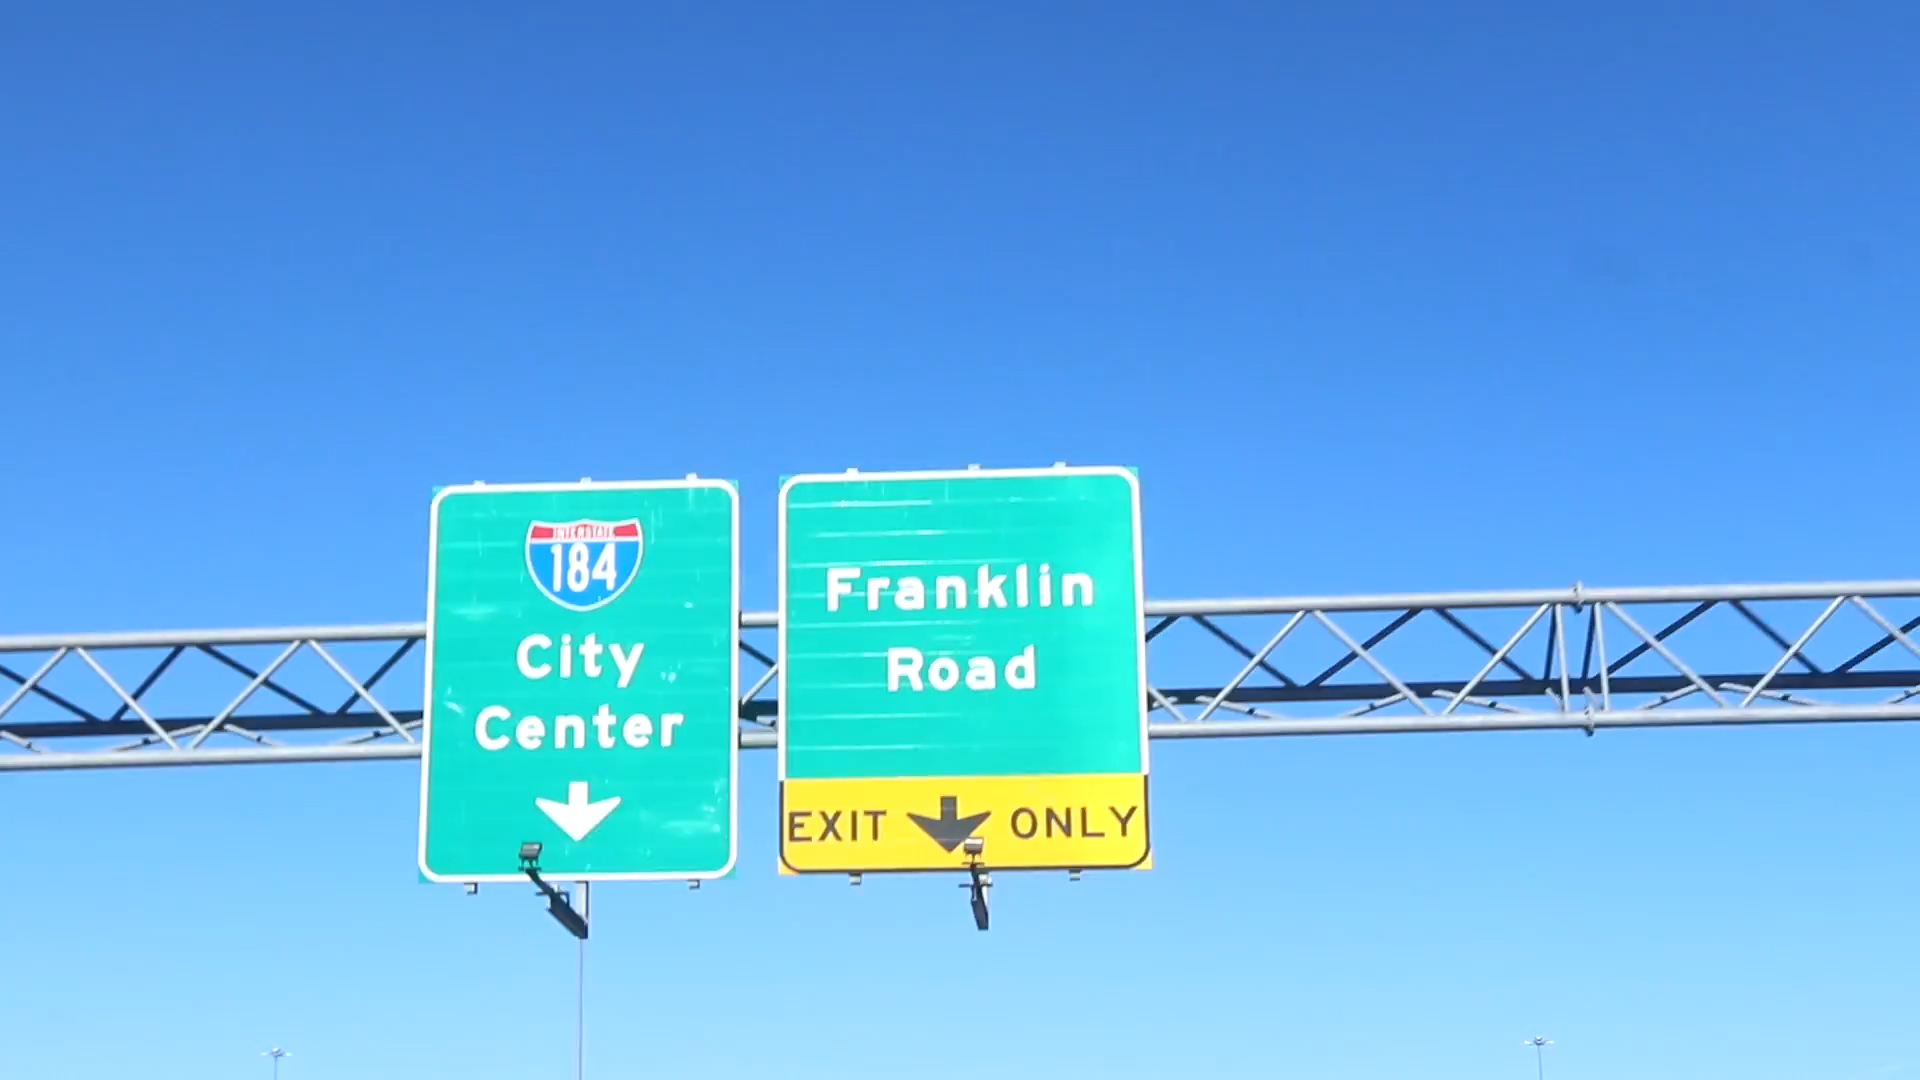 INTERSTATE
184
City
Center
Franklin
Road
EXIT ONLY